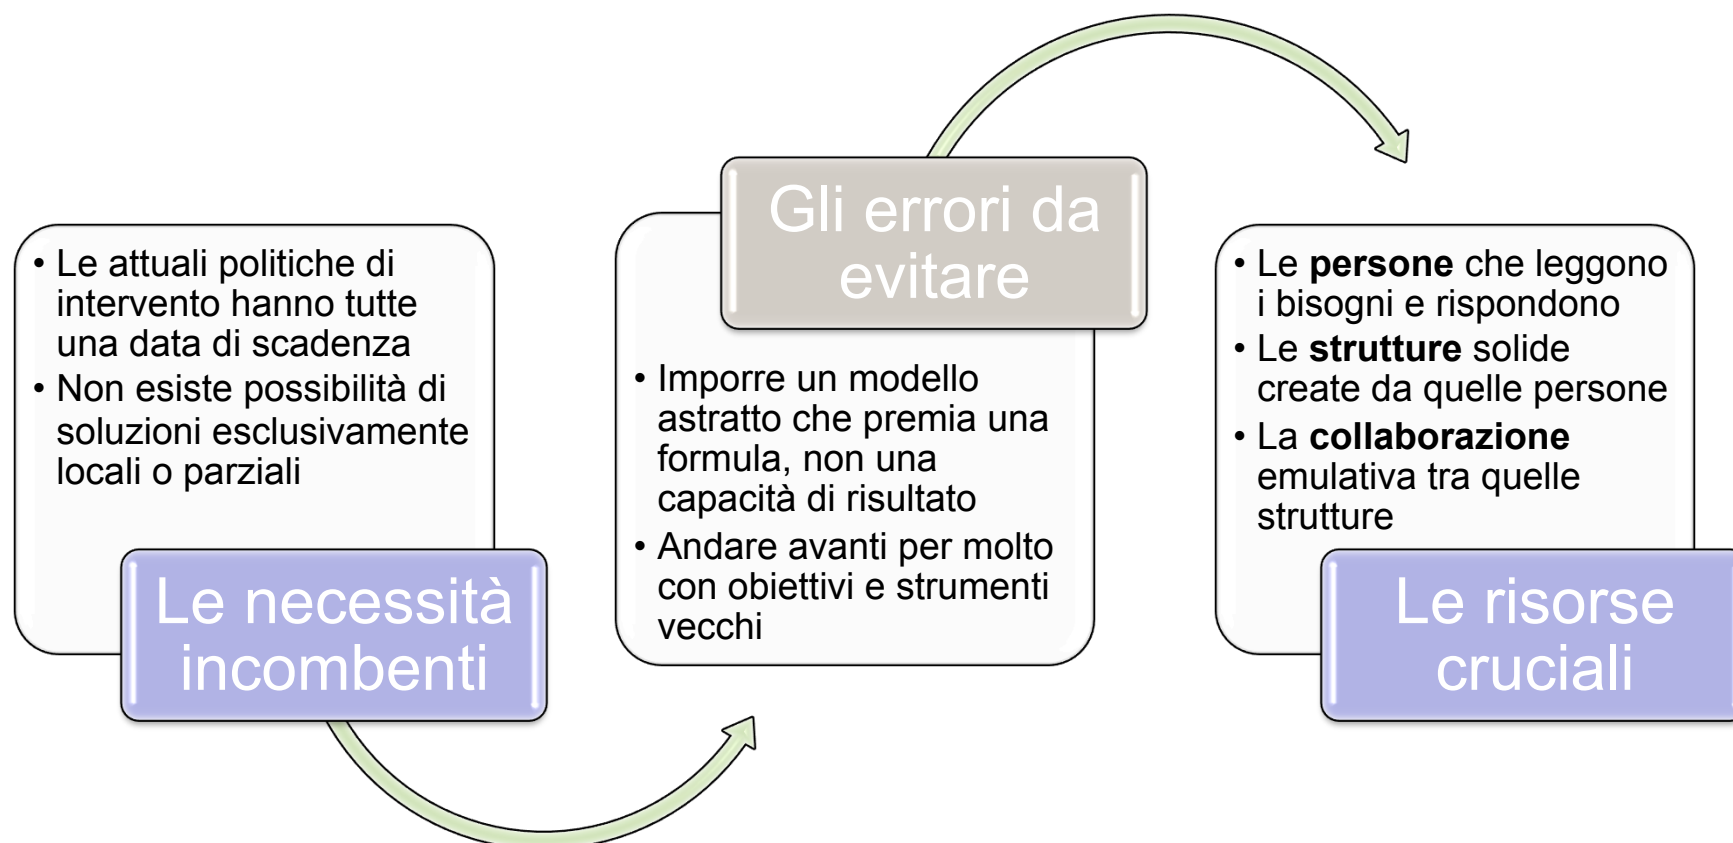 • Le attuali politiche di
intervento hanno tutte
una data di scadenza
• Non esiste possibilità di
soluzioni esclusivamente
locali o parziali
Le necessità
incombenti
Gli errori da
evitare
• Imporre un modello
astratto che premia una
formula, non una
capacità di risultato
• Andare avanti per molto
con obiettivi e strumenti
vecchi
• Le persone che leggono
i bisogni e rispondono
• Le strutture solide
create da quelle persone
• La collaborazione
emulativa tra quelle
strutture
Le risorse
cruciali